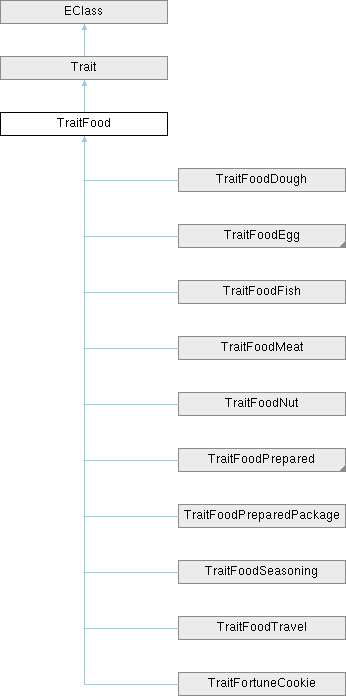 EClass
Trait
TraitFood
TraitFoodDough
TraitFoodEgg
TraitFoodFish
TraitFoodMeat
TraitFoodNut
TraitFoodPrepared
TraitFoodPreparedPackage
TraitFoodSeasoning
TraitFoodTravel
TraitFortuneCookie